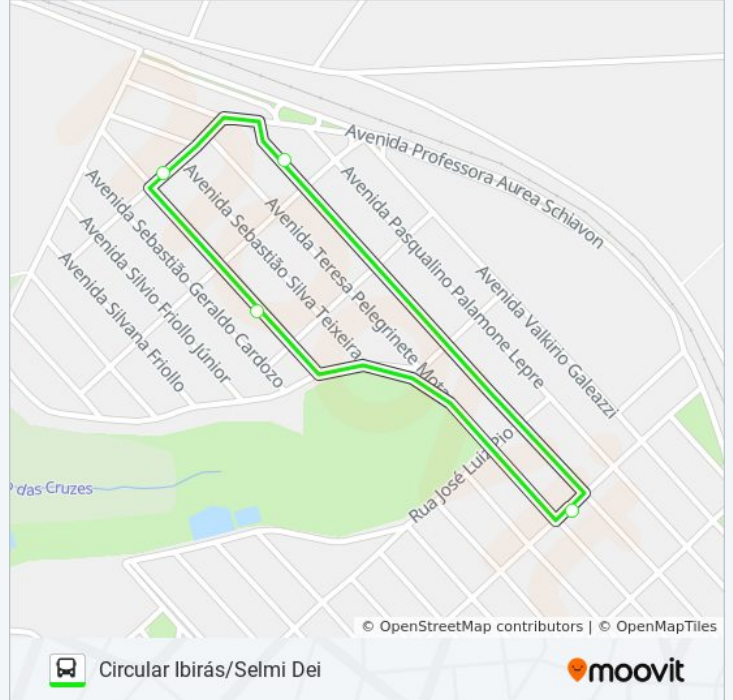 Avenida Professora Aurea Schiavon
Avenida Sebastião Geraldo Cardozo
Avenida Sebastião Silva Teixeira
Avenida Teresa Pelegrinete Mota
Avenida Pasqualino Palamone Lepre
Avenida Silvio Friollo Júnior
Avenida Silvana Friollo
Avenida Valkirio Galeazzi
Rua José Luiz Pio
das Cruzes
© OpenStreetMap contributors | © OpenMapTiles
Circular Ibirás/Selmi Dei
moovit